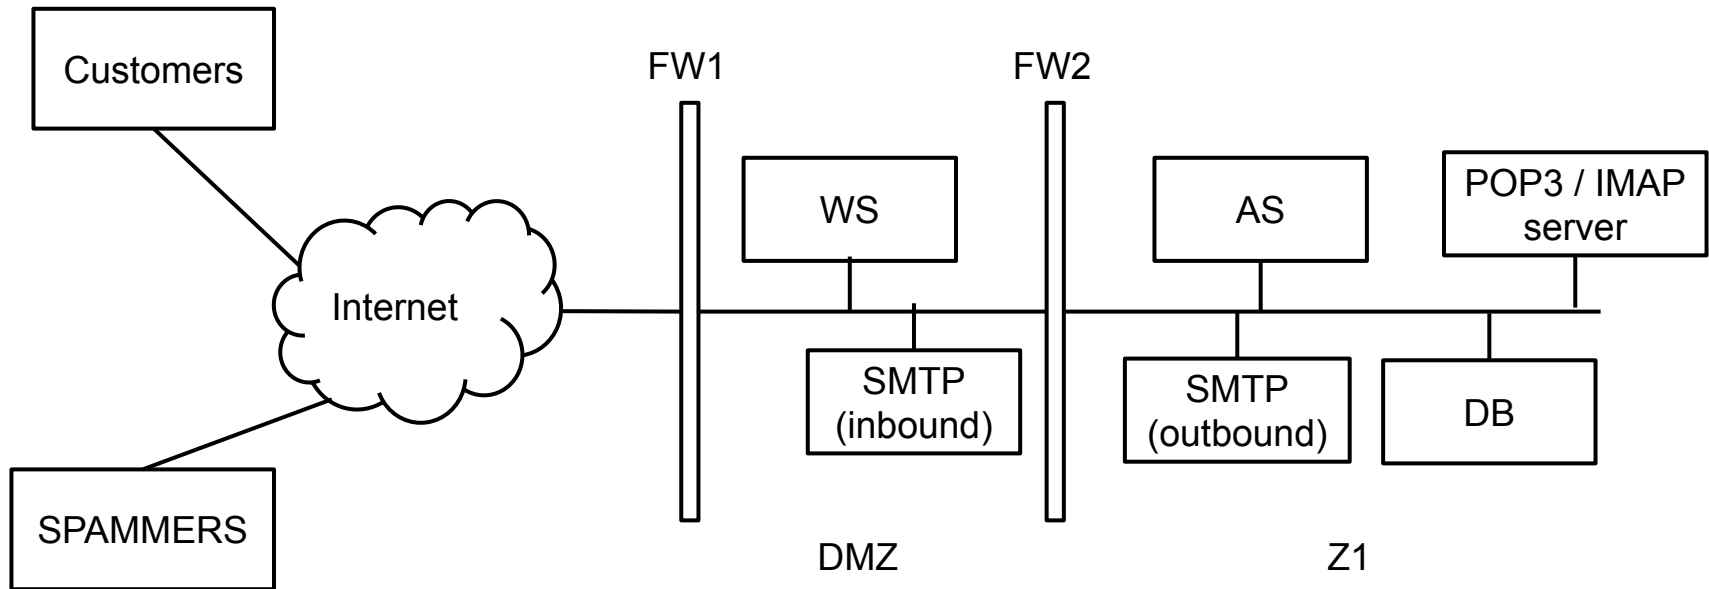 Customers
FW1
FW2
WS
AS
POP3 / IMAP
server
Internet
SMTP
(inbound)
SMTP
(outbound)
DB
SPAMMERS
DMZ
Z1